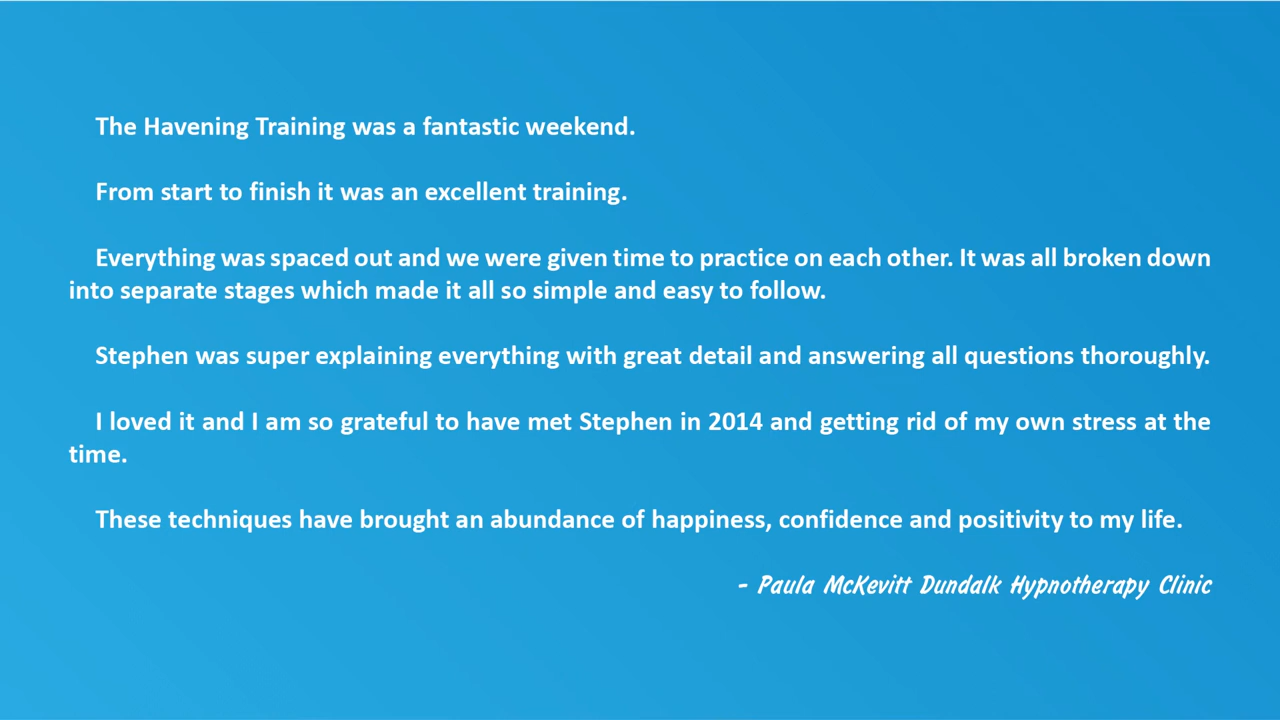 The Havening Training was a fantastic weekend.
From start to finish it was an excellent training.
Everything was spaced out and we were given time to practice on each other. It was all broken down
into separate stages which made it all so simple and easy to follow.
Stephen was super explaining everything with great detail and answering all questions thoroughly.
I loved it and I am so grateful to have met Stephen in 2014 and getting rid of my own stress at the
time.
These techniques have brought an abundance of happiness, confidence and positivity to my life.
- Paula McKevitt Dundalk Hypnotherapy Clinic